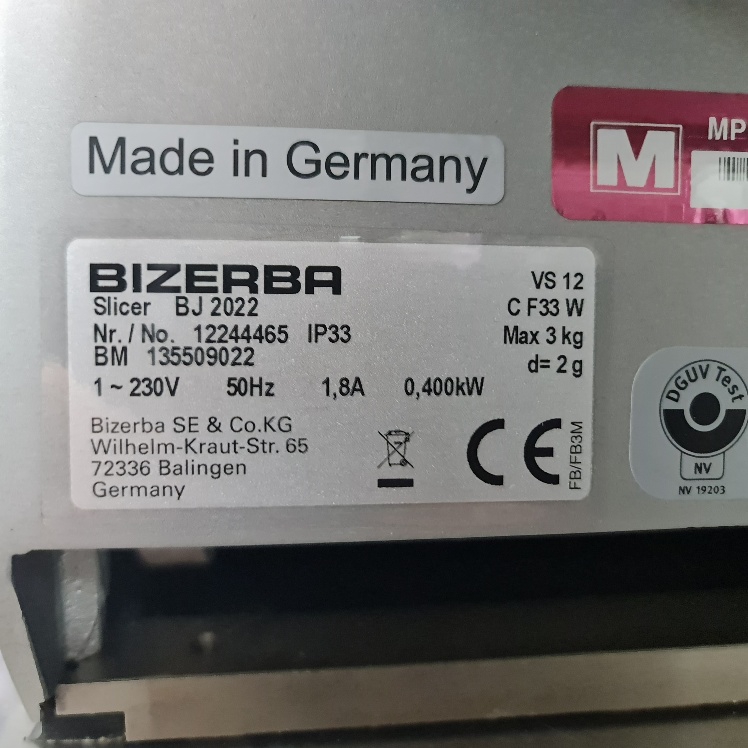 Made in Germany
M
MP
BIZERBA
VS 12
Slicer BJ 2022
C F33 W
Nr. / No. 12244465 IP33
Max 3 kg
BM 135509022
d= 2 g
1 ~ 230V 50Hz 1,8A 0,400kW
Bizerba SE & Co.KG
Wilhelm-Kraut-Str. 65
72336 Balingen
Germany
CE
FB/FB3M
DGUV Test
NV
NV 19203